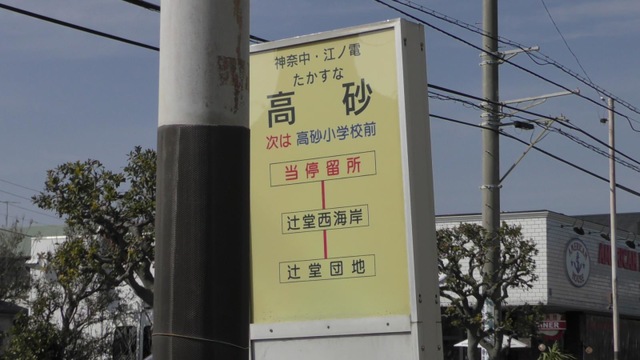 神奈中・江ノ電
たかすな
高砂
次は 高砂小学校前
当停留所
辻堂西海岸
辻堂団地